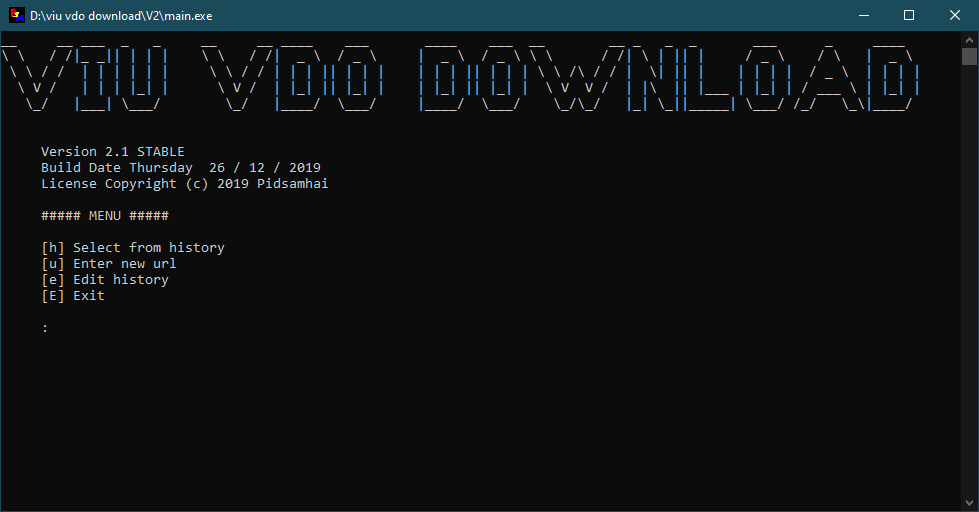 D:\viu vdo download\V2\main.exe
VIU VDO DOWNLOAD
Version 2.1 STABLE
Build Date Thursday  26 / 12 / 2019
License Copyright (c) 2019 Pidsamhai
##### MENU #####
[h] Select from history
[u] Enter new url
[e] Edit history
[E] Exit
: